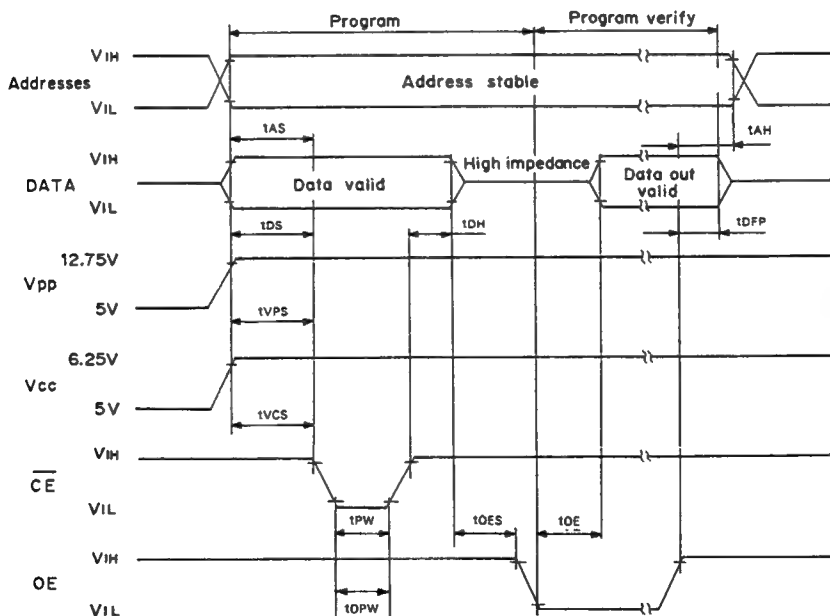 Program
Program verify
VIH
Addresses
Address stable
VIL
tAS
tAH
VIH
High impedance
DATA
Data valid
Data out
valid
VIL
tDS
tDH
tDFP
12.75V
Vpp
5V
tVPS
6.25V
Vcc
5V
tVCS
VIH
CE
VIL
tPW
tOES
tOE
VIH
OE
VIL
tOPW